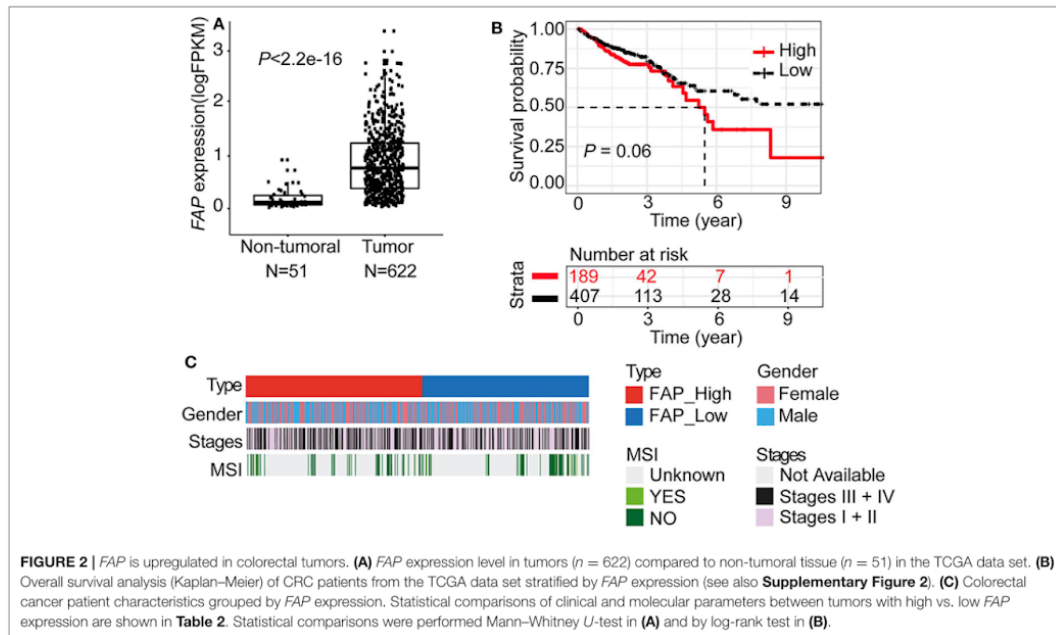 A
FAP expression(logFPKM)
3
2
1
0
P<2.2e-16
Non-tumoral
Tumor
N=51
N=622
B
Survival probability
1.00
0.75
0.50
0.25
0.00
High
Low
P = 0.06
0 3 6 9
Time (year)
Number at risk
Strata
189 42 7 1
407 113 28 14
0 3 6 9
Time (year)
C
Type
Gender
Stages
MSI
Type
FAP_High
FAP_Low
Gender
Female
Male
MSI
Unknown
YES
NO
Stages
Not Available
Stages III + IV
Stages I + II
FIGURE 2 | FAP is upregulated in colorectal tumors. (A) FAP expression level in tumors (n = 622) compared to non-tumoral tissue (n = 51) in the TCGA data set. (B)
Overall survival analysis (Kaplan–Meier) of CRC patients from the TCGA data set stratified by FAP expression (see also Supplementary Figure 2). (C) Colorectal
cancer patient characteristics grouped by FAP expression. Statistical comparisons of clinical and molecular parameters between tumors with high vs. low FAP
expression are shown in Table 2. Statistical comparisons were performed Mann–Whitney U-test in (A) and by log-rank test in (B).